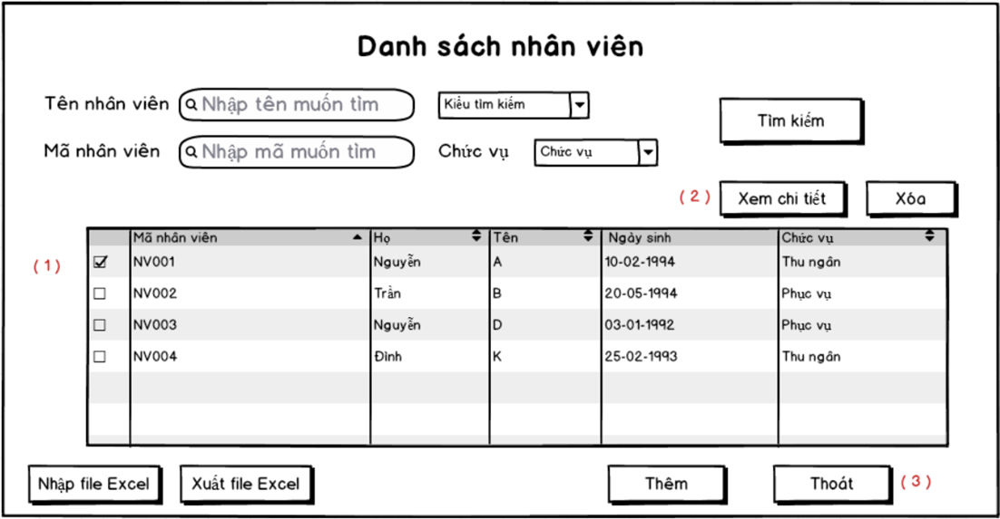 Danh sách nhân viên
Tên nhân viên Nhập tên muốn tìm Kiểu tìm kiếm Tìm kiếm
Mã nhân viên Nhập mã muốn tìm Chức vụ Chức vụ
( 2 ) Xem chi tiết Xóa
Mã nhân viên Họ Tên Ngày sinh Chức vụ
( 1 ) NV001 Nguyễn A 10-02-1994 Thu ngân
NV002 Trần B 20-05-1994 Phục vụ
NV003 Nguyễn D 03-01-1992 Phục vụ
NV004 Đình K 25-02-1993 Thu ngân
Nhập file Excel Xuất file Excel Thêm Thoát ( 3 )